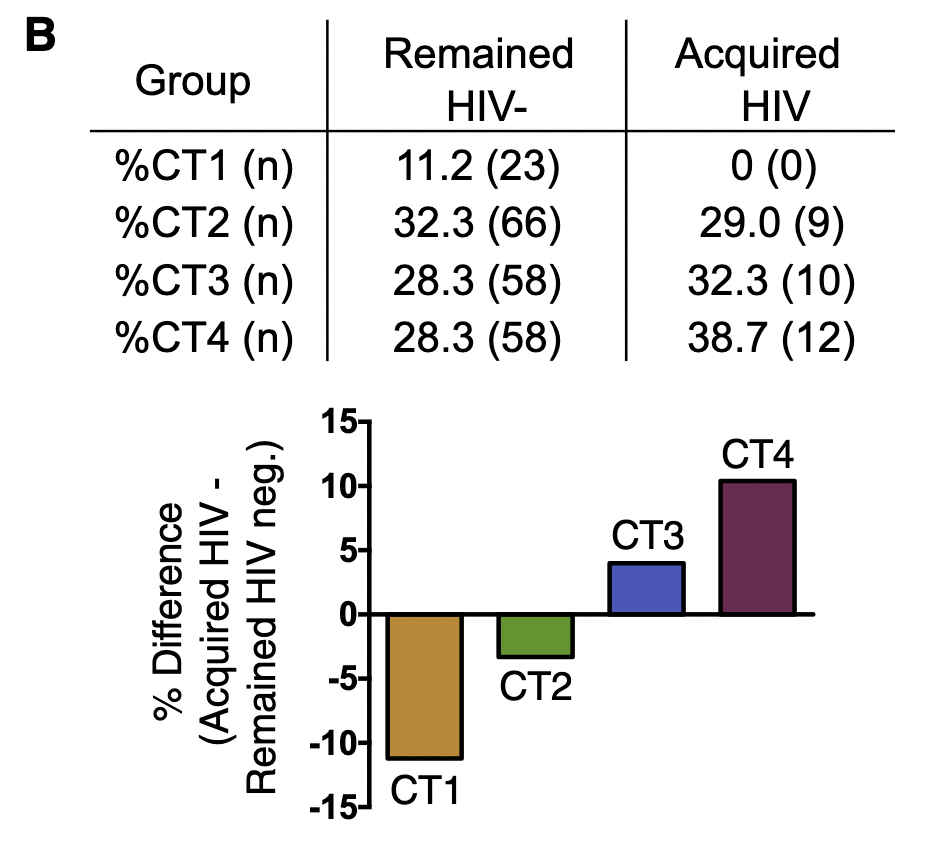 B
Group
Remained
HIV-
Acquired
HIV
%CT1 (n) 11.2 (23) 0 (0)
%CT2 (n) 32.3 (66) 29.0 (9)
%CT3 (n) 28.3 (58) 32.3 (10)
%CT4 (n) 28.3 (58) 38.7 (12)
% Difference
(Acquired HIV -
Remained HIV neg.)
15
10
5
0
-5
-10
-15
CT1
CT2
CT3
CT4